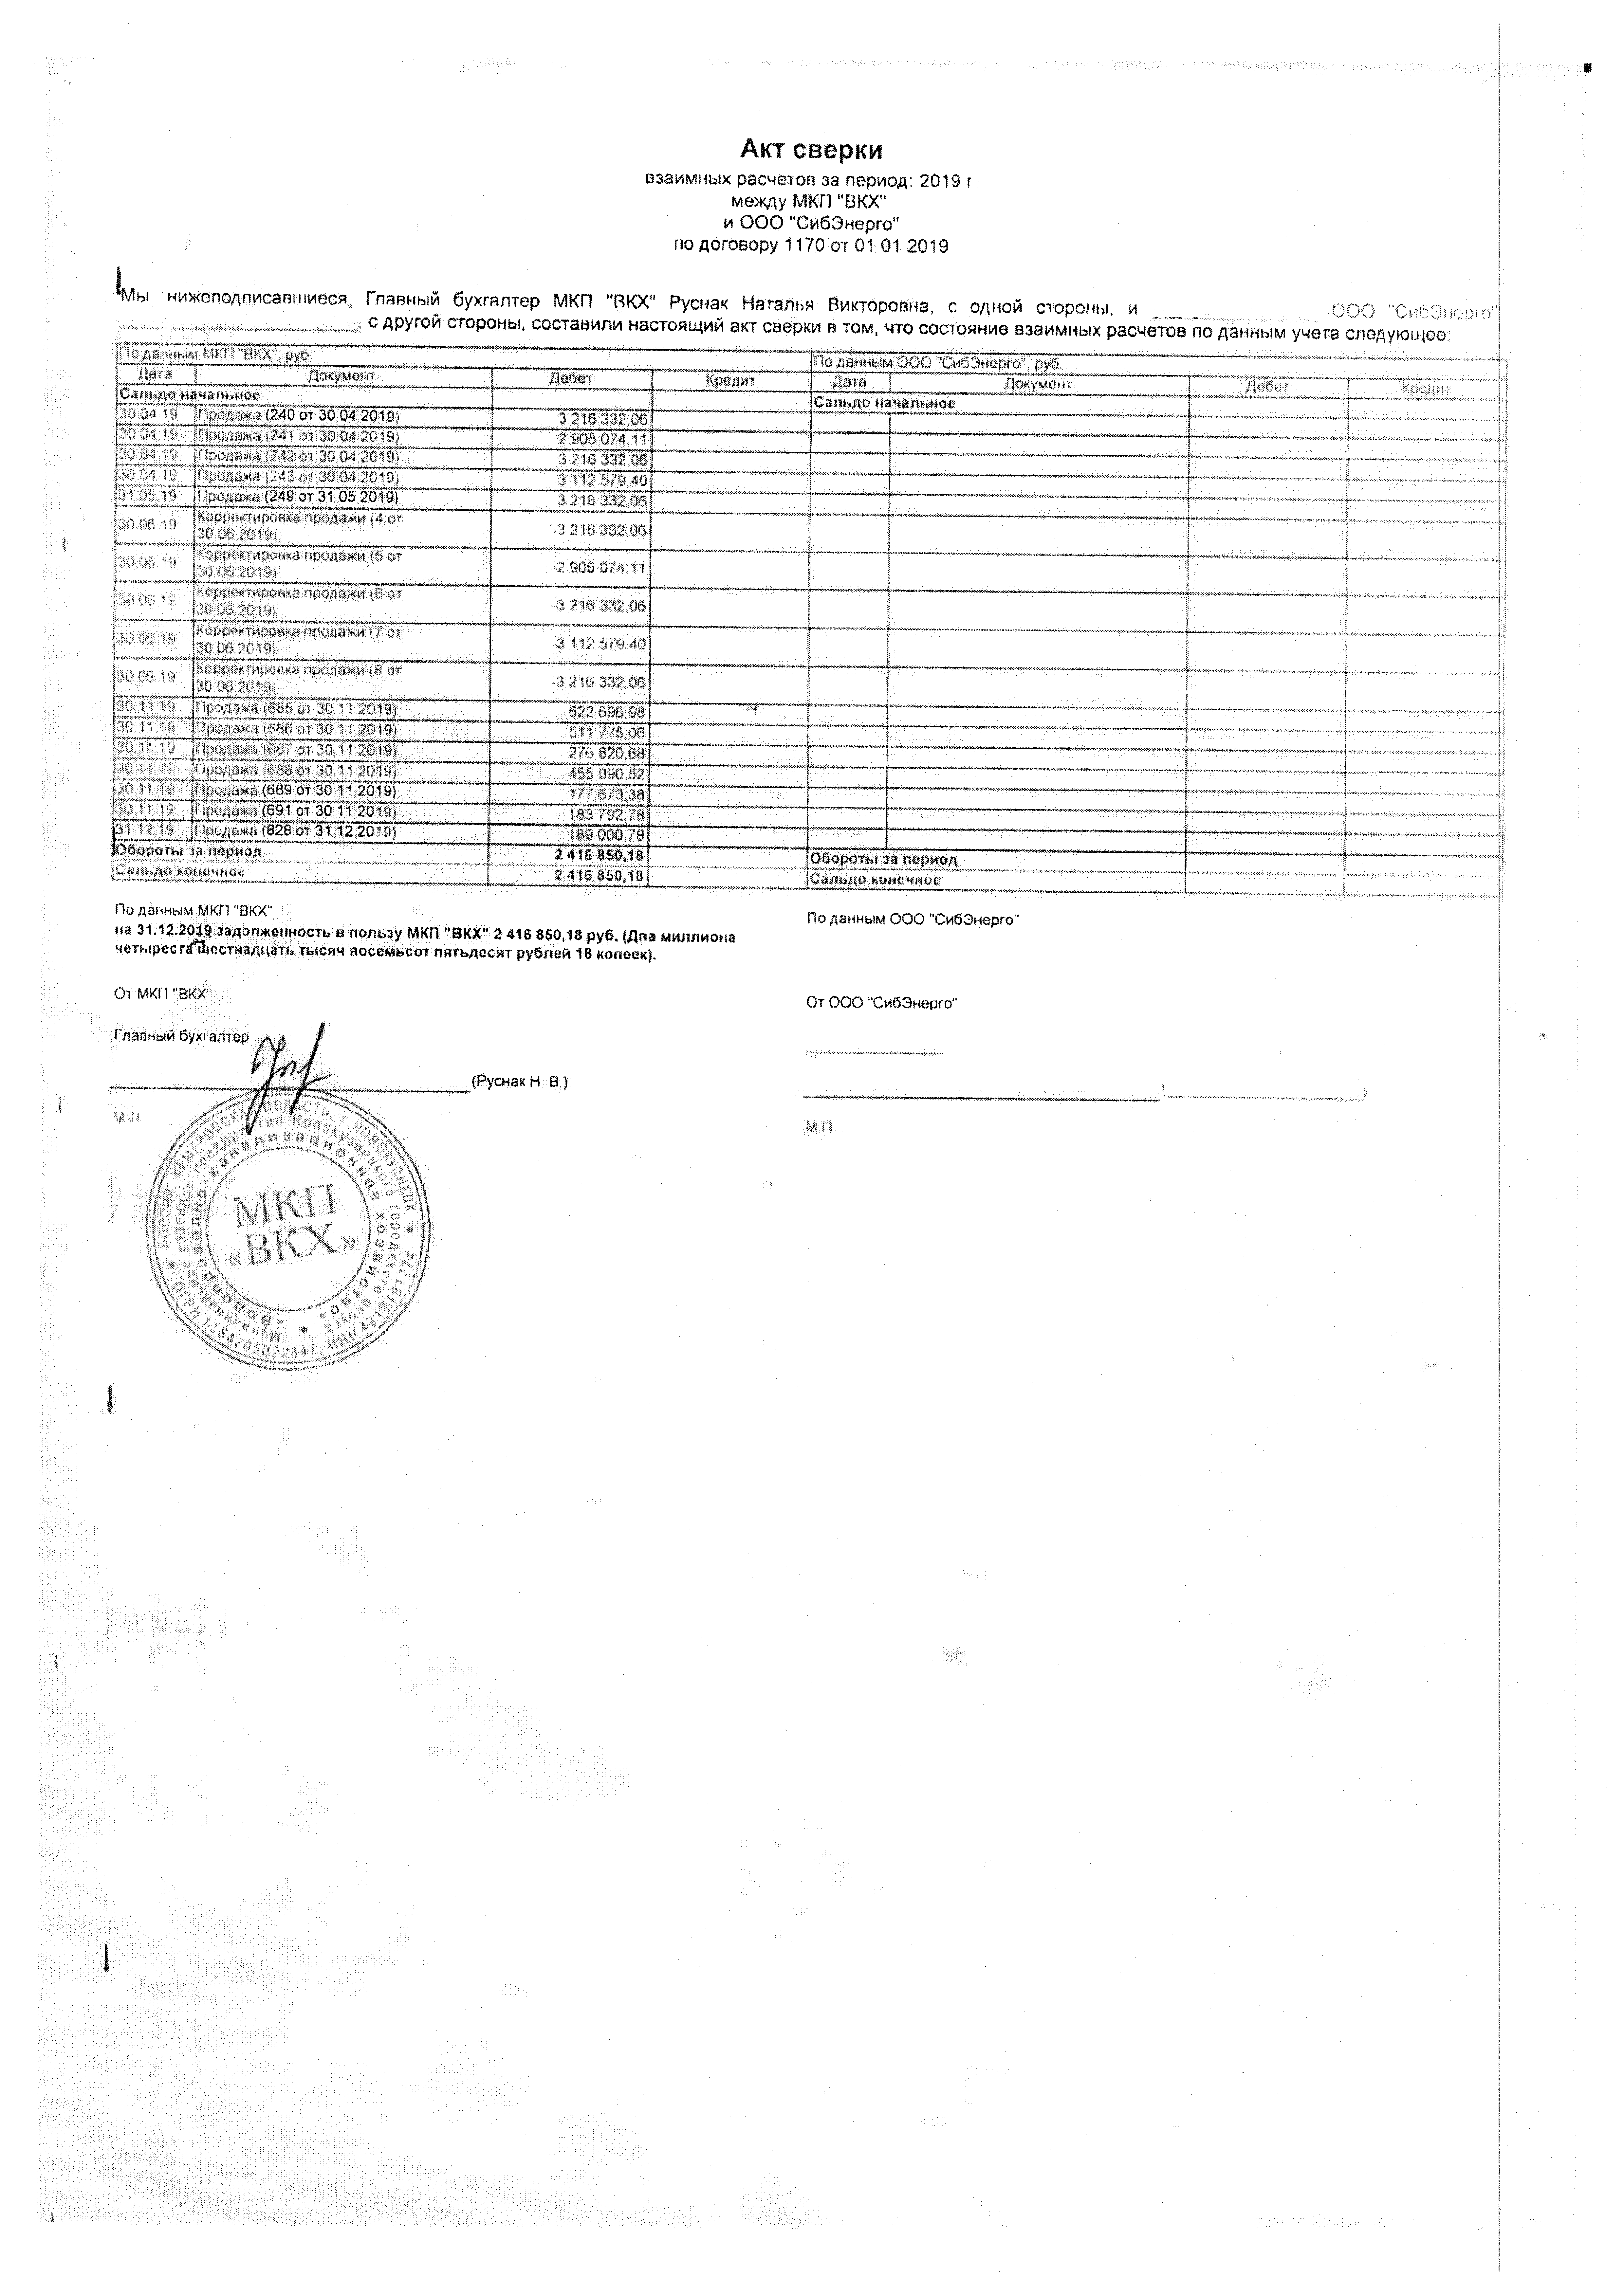 Акт сверки
взаимных расчетов за период: 2019 г.
между МКП "ВКХ"
и ООО "СибЭнерго"
по договору 1170 от 01.01.2019
Мы нижеподписавшиеся, Главный бухгалтер МКП "ВКХ" Руснак Наталья Викторовна, с одной стороны, и ООО "СибЭнерго"
, с другой стороны, составили настоящий акт сверки в том, что состояние взаимных расчетов по данным учета следующее:
По данным МКП "ВКХ", руб. По данным ООО "СибЭнерго", руб.
Дата Документ Дебет Кредит Дата Документ Дебет Кредит
Сальдо начальное Сальдо начальное
30.04.19 Продажа (240 от 30.04.2019) 3 216 332,06
30.04.19 Продажа (241 от 30.04.2019) 2 905 074,11
30.04.19 Продажа (242 от 30.04.2019) 3 216 332,06
30.04.19 Продажа (243 от 30.04.2019) 3 112 579,40
31.05.19 Продажа (249 от 31.05.2019) 3 216 332,06
30.06.19 Корректировка продажи (4 от 30.06.2019) -3 216 332,06
30.06.19 Корректировка продажи (5 от 30.06.2019) -2 905 074,11
30.06.19 Корректировка продажи (6 от 30.06.2019) -3 216 332,06
30.06.19 Корректировка продажи (7 от 30.06.2019) -3 112 579,40
30.06.19 Корректировка продажи (8 от 30.06.2019) -3 216 332,06
30.11.19 Продажа (685 от 30.11.2019) 622 696,98
30.11.19 Продажа (686 от 30.11.2019) 511 775,06
30.11.19 Продажа (687 от 30.11.2019) 276 820,68
30.11.19 Продажа (688 от 30.11.2019) 455 090,52
30.11.19 Продажа (689 от 30.11.2019) 177 673,38
30.11.19 Продажа (691 от 30.11.2019) 183 792,78
31.12.19 Продажа (828 от 31.12.2019) 189 000,78
Обороты за период 2 416 850,18 Обороты за период
Сальдо конечное 2 416 850,18 Сальдо конечное
По данным МКП "ВКХ" По данным ООО "СибЭнерго"
на 31.12.2019 задолженность в пользу МКП "ВКХ" 2 416 850,18 руб. (Два миллиона
четыреста шестнадцать тысяч восемьсот пятьдесят рублей 18 копеек).
От МКП "ВКХ" От ООО "СибЭнерго"
Главный бухгалтер
(Руснак Н. В.) ( )
М.П. М.П.
РОССИЯ КЕМЕРОВСКАЯ ОБЛАСТЬ, г. НОВОКУЗНЕЦК
ОГРН 1184205022847, ИНН 4217191774
Муниципальное казенное предприятие Новокузнецкого городского округа
«Водопроводно-канализационное хозяйство»
МКП
«ВКХ»